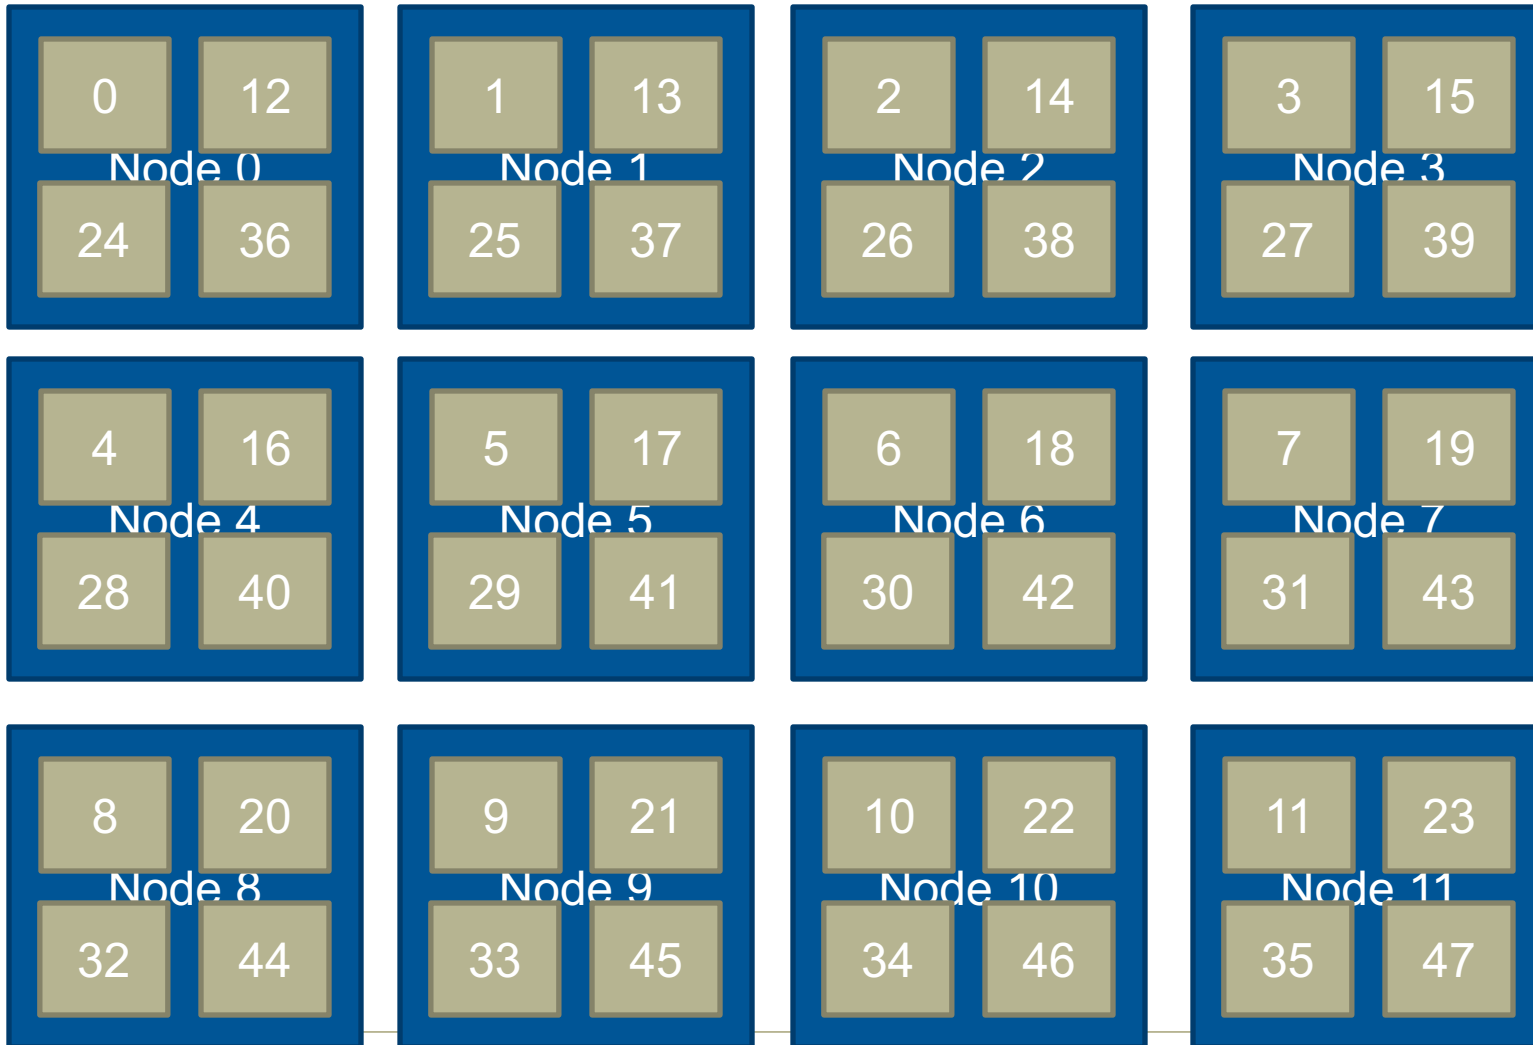 0 12 1 13 2 14 3 15
Node 0 Node 1 Node 2 Node 3
24 36 25 37 26 38 27 39
4 16 5 17 6 18 7 19
Node 4 Node 5 Node 6 Node 7
28 40 29 41 30 42 31 43
8 20 9 21 10 22 11 23
Node 8 Node 9 Node 10 Node 11
32 44 33 45 34 46 35 47